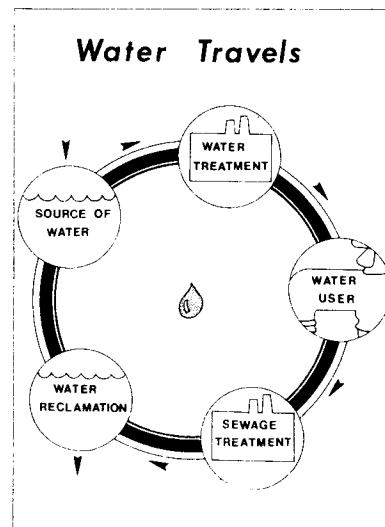 Water Travels
WATER
TREATMENT
SOURCE OF
WATER
WATER
USER
WATER
RECLAMATION
SEWAGE
TREATMENT